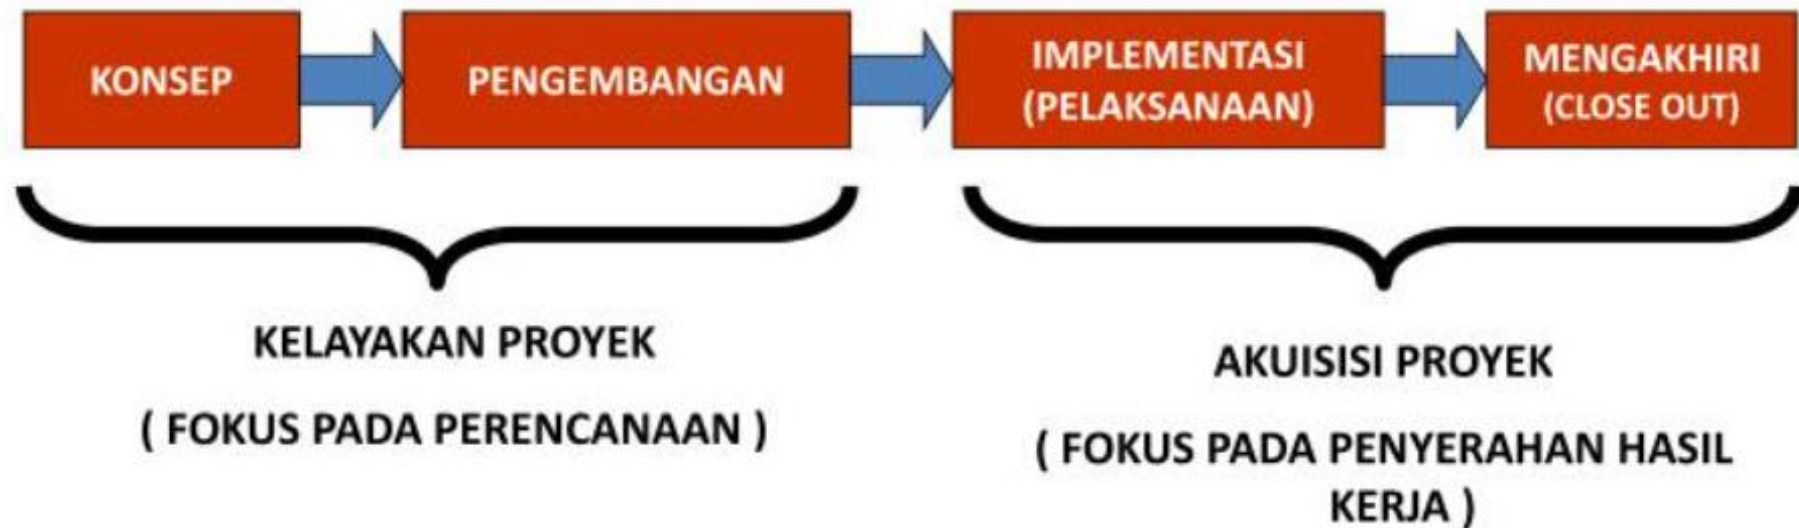 KONSEP
PENGEMBANGAN
IMPLEMENTASI
(PELAKSANAAN)
MENGAKHIRI
(CLOSE OUT)
KELAYAKAN PROYEK
( FOKUS PADA PERENCANAAN )
AKUISISI PROYEK
( FOKUS PADA PENYERAHAN HASIL
KERJA )